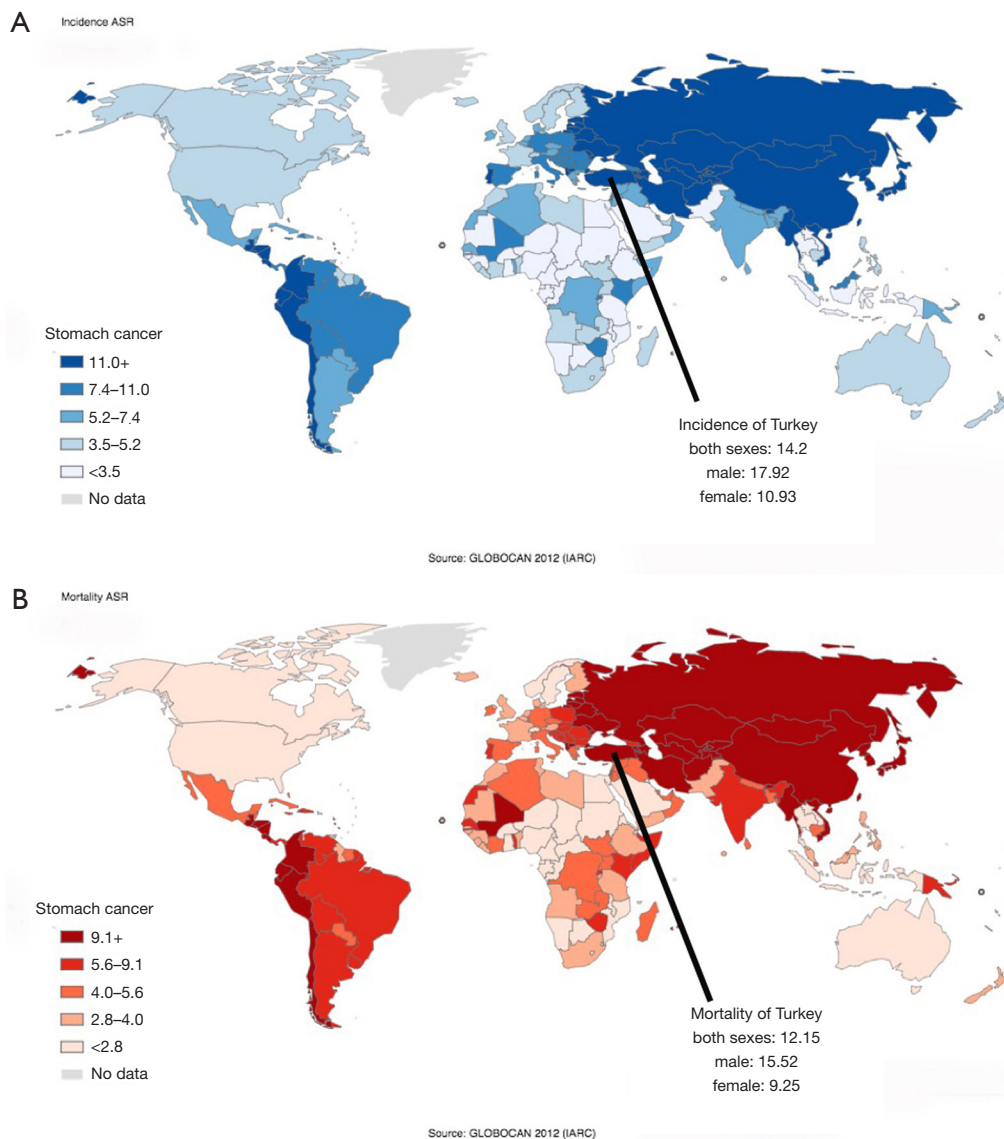 A
Incidence ASR
Stomach cancer
11.0+
7.4–11.0
5.2–7.4
3.5–5.2
<3.5
No data
Incidence of Turkey
both sexes: 14.2
male: 17.92
female: 10.93
Source: GLOBOCAN 2012 (IARC)
B
Mortality ASR
Stomach cancer
9.1+
5.6–9.1
4.0–5.6
2.8–4.0
<2.8
No data
Mortality of Turkey
both sexes: 12.15
male: 15.52
female: 9.25
Source: GLOBOCAN 2012 (IARC)